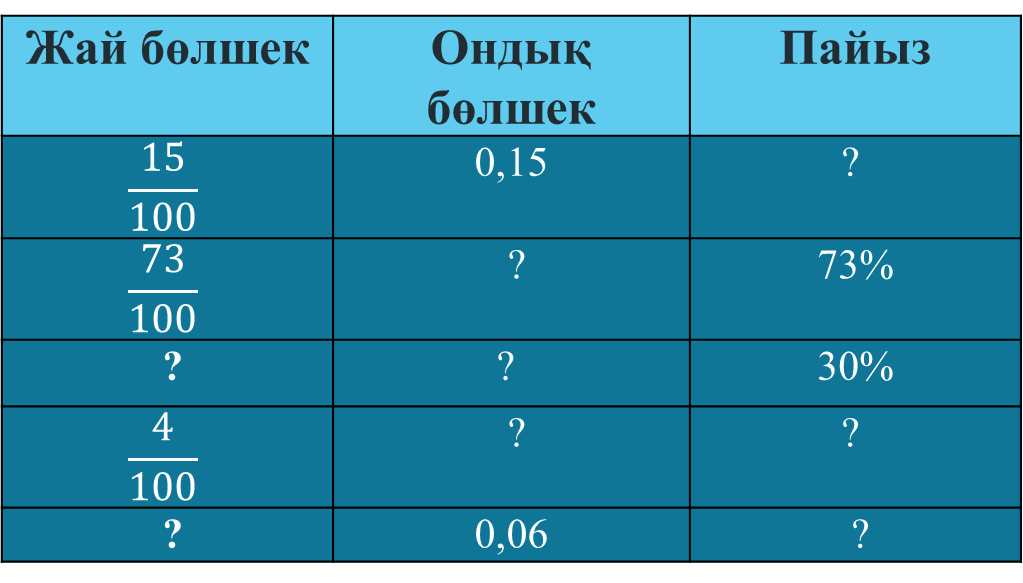 Жай бөлшек Ондық Пайыз
бөлшек
15/100 0,15 ?
73/100 ? 73%
? ? 30%
4/100 ? ?
? 0,06 ?